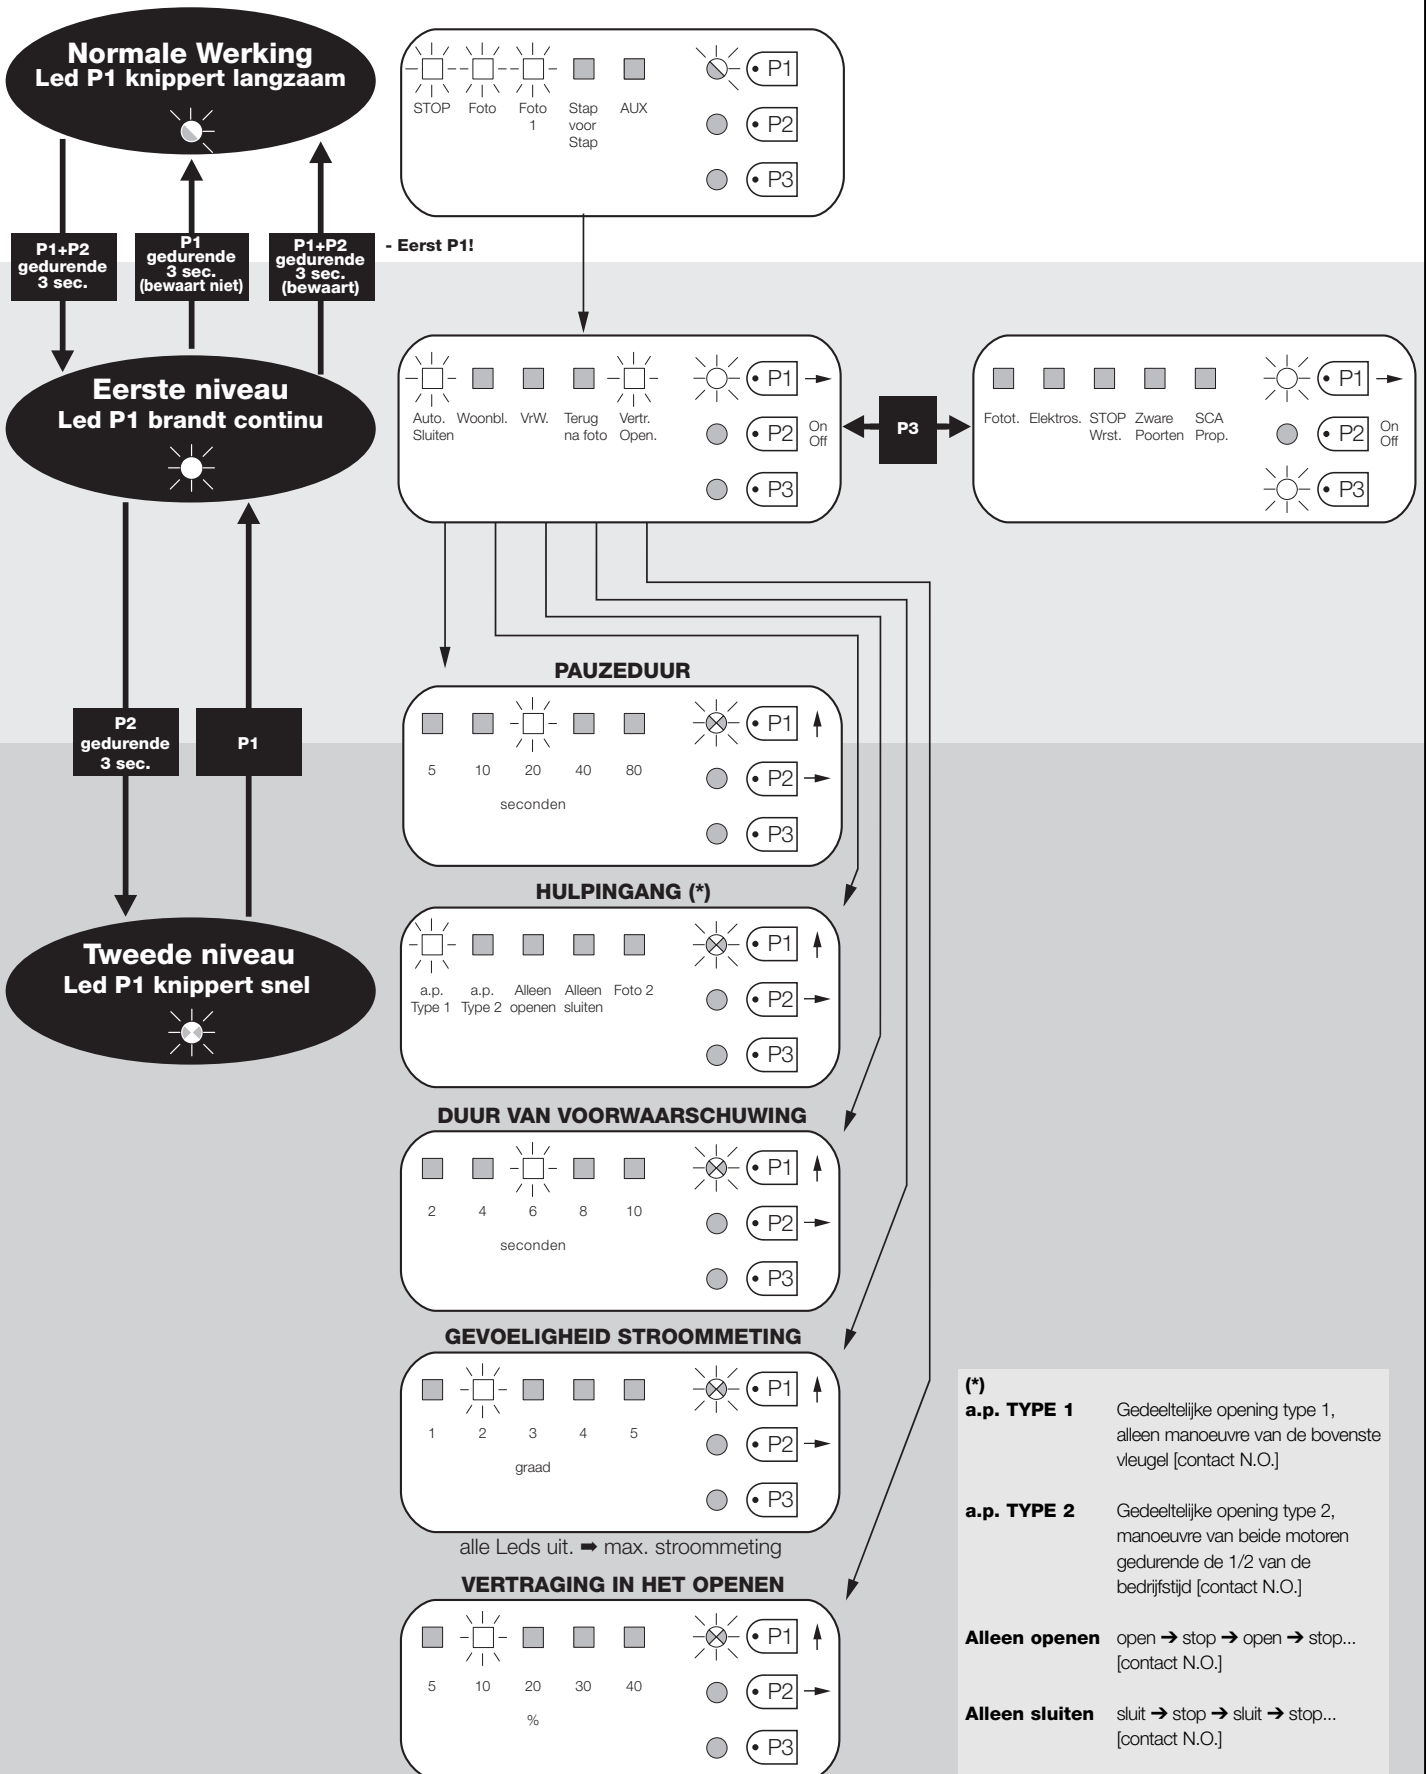 Normale Werking
Led P1 knippert langzaam
STOP Foto Foto 1 Stap voor Stap AUX
P1
P2
P3
P1+P2 gedurende 3 sec.
P1 gedurende 3 sec. (bewaart niet)
P1+P2 gedurende 3 sec. (bewaart)
- Eerst P1!
Eerste niveau
Led P1 brandt continu
Auto. Sluiten Woonbl. VrW. Terug na foto Vertr. Open.
P1
P2 On Off
P3
P3
Fotot. Elektros. STOP Wrst. Zware Poorten SCA Prop.
P1
P2 On Off
P3
P2 gedurende 3 sec.
P1
PAUZEDUUR
5 10 20 40 80
seconden
P1
P2
P3
HULPINGANG (*)
a.p. Type 1 a.p. Type 2 Alleen openen Alleen sluiten Foto 2
P1
P2
P3
Tweede niveau
Led P1 knippert snel
DUUR VAN VOORWAARSCHUWING
2 4 6 8 10
seconden
P1
P2
P3
GEVOELIGHEID STROOMMETING
1 2 3 4 5
graad
P1
P2
P3
alle Leds uit. ➡ max. stroommeting
VERTRAGING IN HET OPENEN
5 10 20 30 40
%
P1
P2
P3
(*)
a.p. TYPE 1 Gedeeltelijke opening type 1,
alleen manoeuvre van de bovenste
vleugel [contact N.O.]
a.p. TYPE 2 Gedeeltelijke opening type 2,
manoeuvre van beide motoren
gedurende de 1/2 van de
bedrijfstijd [contact N.O.]
Alleen openen open ➔ stop ➔ open ➔ stop...
[contact N.O.]
Alleen sluiten sluit ➔ stop ➔ sluit ➔ stop...
[contact N.O.]